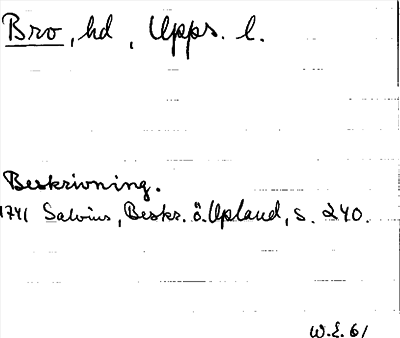 Bro, hd, Upps. l.
Beskrivning.
1741 Salvius, Beskr. ö. Upland, s. 240.
W.E. 61